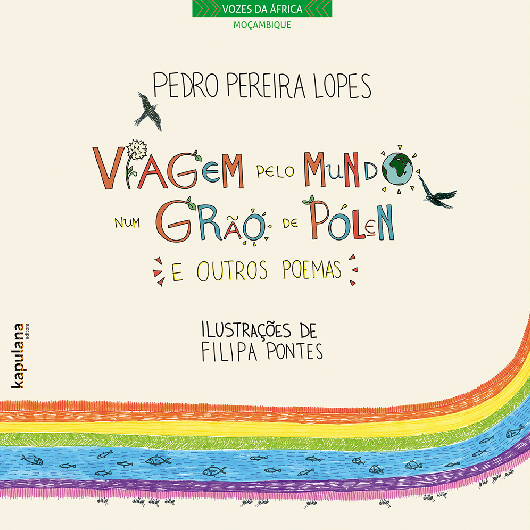 VOZES DA ÁFRICA
MOÇAMBIQUE
PEDRO PEREIRA LOPES
VIAGEM PELO MUNDO
NUM GRÃO DE PÓLEN
E OUTROS POEMAS
ILUSTRAÇÕES DE
FILIPA PONTES
kapulana
editora